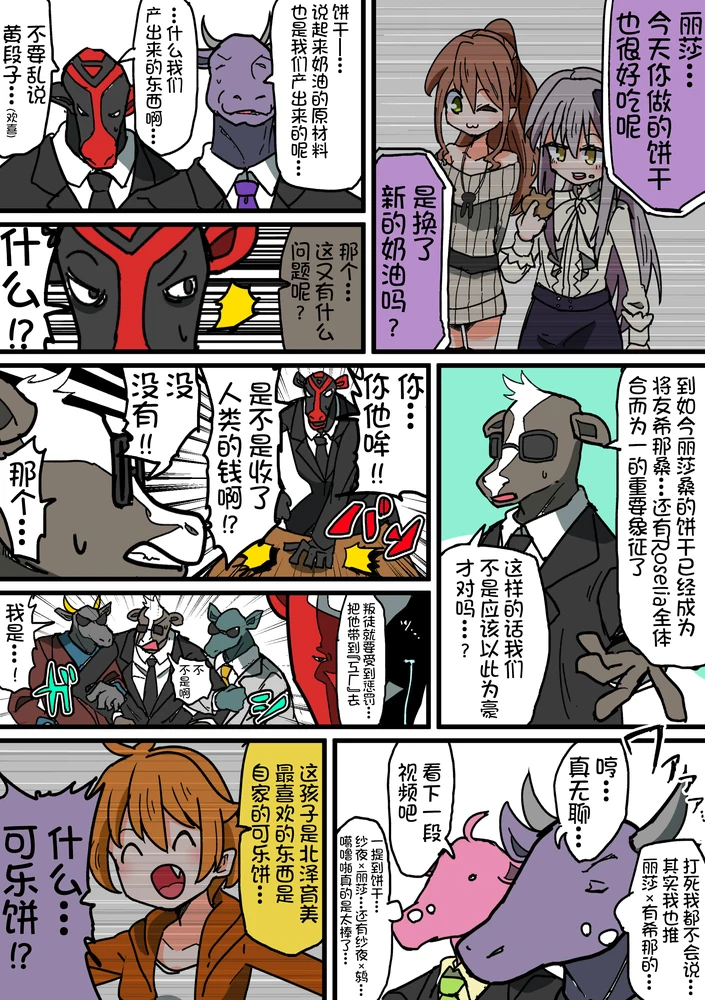 丽莎…
今天你做的饼干
也很好吃呢
是换了
新的奶油吗？
饼干—…
说起来奶油的原材料
也是我们产出来的呢…
…什么我们
产出来的东西啊…
不要乱说
黄段子…(欢喜)
那个…
这又有什么
问题呢？
什么!?
到如今丽莎桑的饼干已经成为
将友希那桑…还有Roselia全体
合而为一的重要象征了
这样的话我们
不是应该以此为豪
才对吗…？
你…
你他哞!!
是不是收了
人类的钱啊!?
バッ
没
没有!!
那个…
叛徒就要受到惩罚…
把他带到
去
不
不是啊
我是…!
ドドド
打死我都不会说
其实我也推
丽莎×有希那的…
哼…
真无聊…
看下一段
视频吧
一提到饼干…
纱夜×丽莎…还有纱夜×鸫…
嘴噜啪真的是太棒了…
这孩子是北泽育美
最喜欢的东西是
自家的可乐饼…
什么…
可乐饼!?